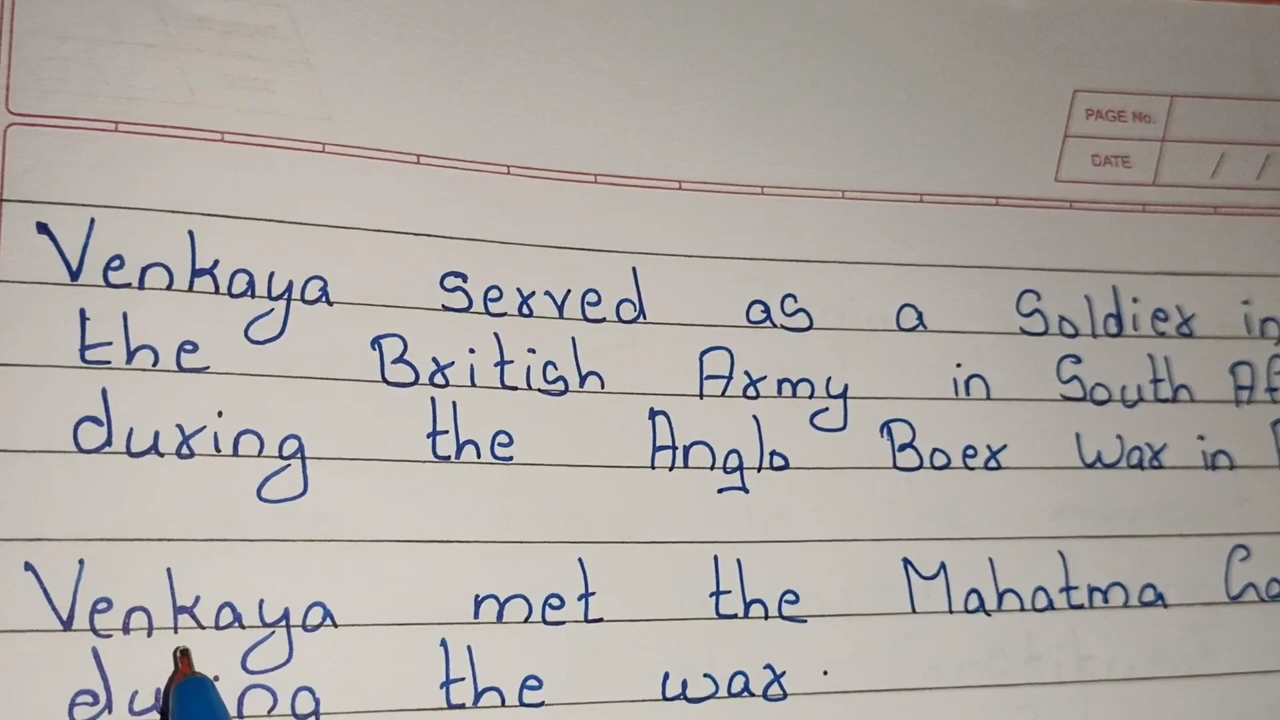 PAGE No.
DATE / /
Venkaya served as a Soldier in
the British Army in South
during the Anglo Boer War in
Venkaya met the Mahatma
during the war.